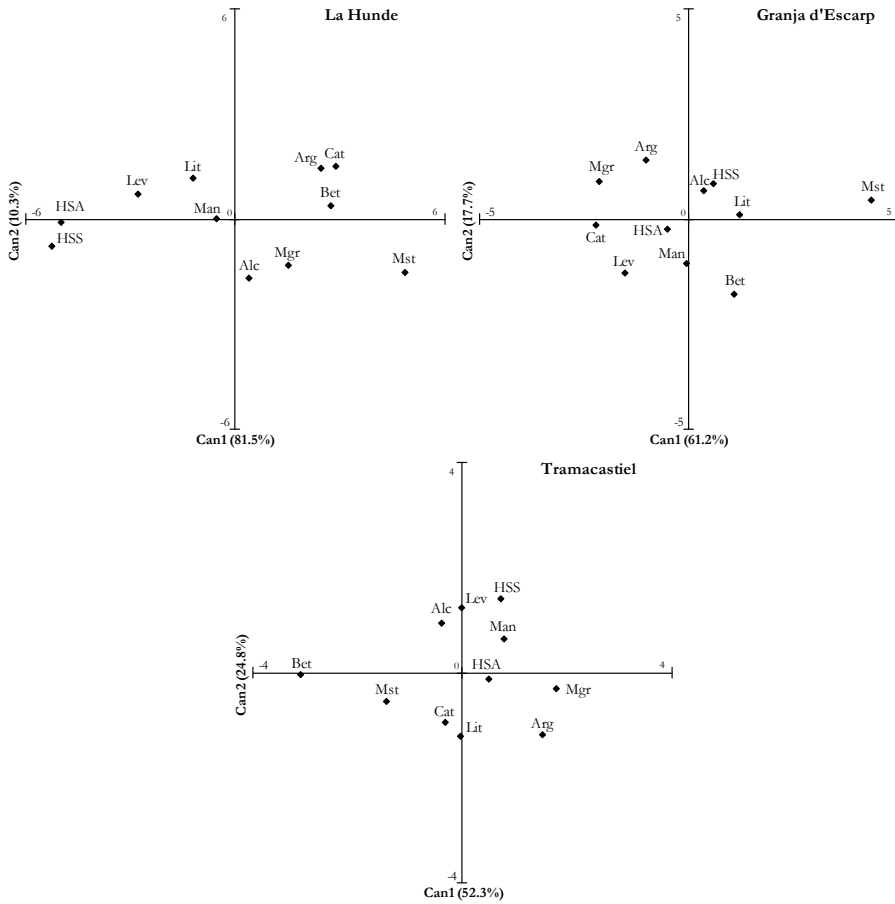 La Hunde
6
Arg Cat
Lit
Lev
Bet
Man
HSA
-6 0 6
HSS
Mgr
Alc Mst
-6
Can2 (10.3%)
Can1 (81.5%)
Granja d'Escarp
5
Arg
Mgr
HSS
Alc
Mst
Lit
-5 0 5
HSA
Cat
Man
Lev
Bet
-5
Can2 (17.7%)
Can1 (61.2%)
Tramacastiel
4
HSS
Lev
Alc
Man
HSA
Bet
-4 0 4
Mst Mgr
Cat
Lit Arg
-4
Can2 (24.8%)
Can1 (52.3%)